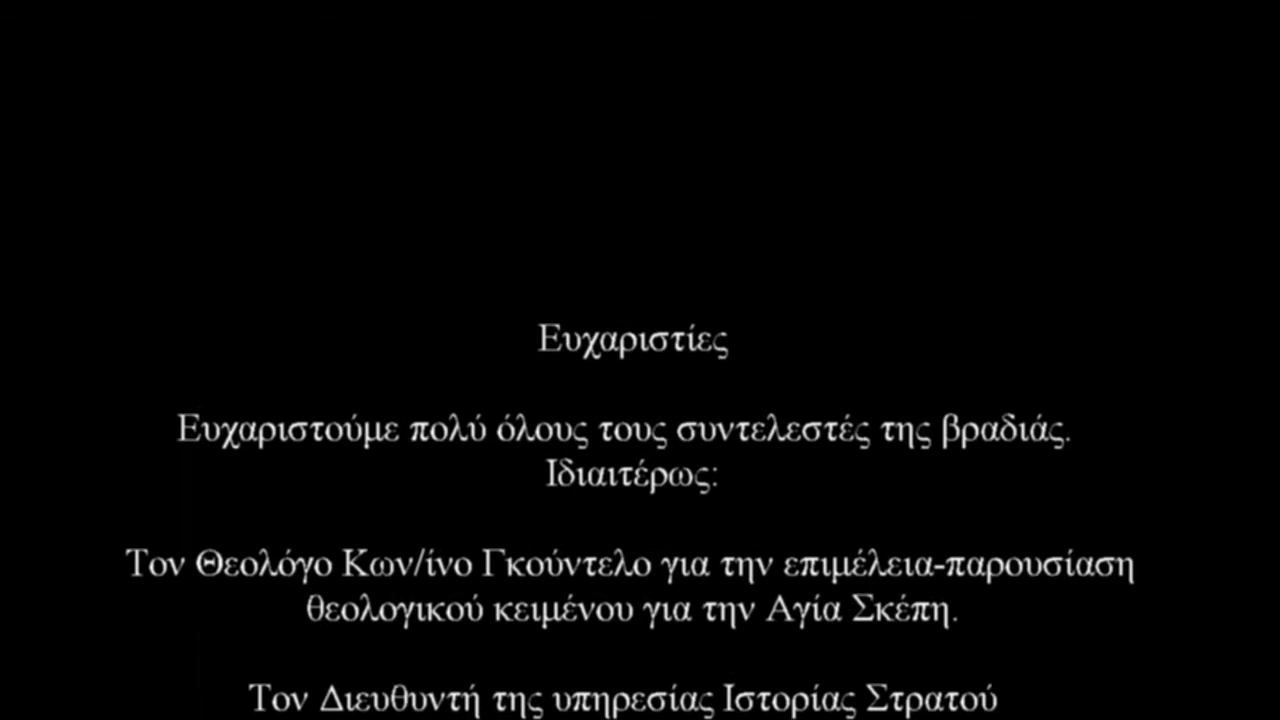 Ευχαριστίες
Ευχαριστούμε πολύ όλους τους συντελεστές της βραδιάς.
Ιδιαιτέρως:
Τον Θεολόγο Κων/ίνο Γκούντελο για την επιμέλεια-παρουσίαση
θεολογικού κειμένου για την Αγία Σκέπη.
Τον Διευθυντή της υπηρεσίας Ιστορίας Στρατού